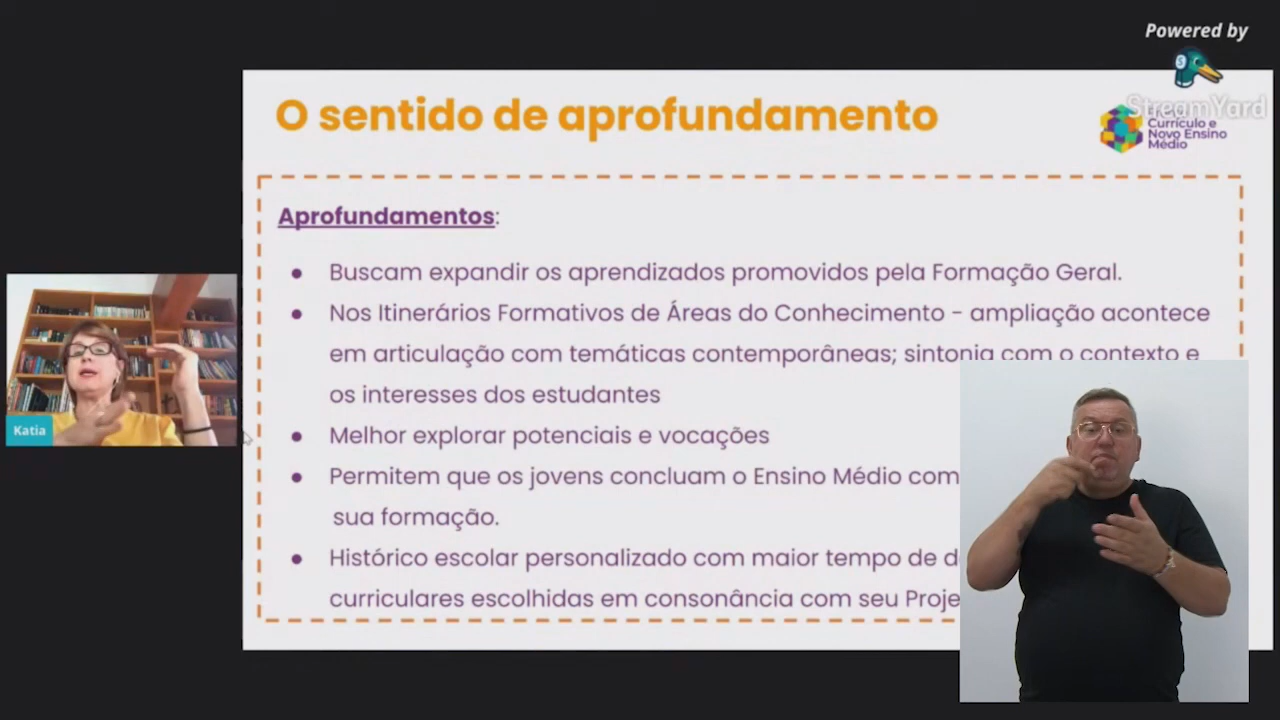 Powered by
StreamYard
O sentido de aprofundamento
Currículo e
Novo Ensino
Médio
Aprofundamentos:
Buscam expandir os aprendizados promovidos pela Formação Geral.
Nos Itinerários Formativos de Áreas do Conhecimento - ampliação acontece
em articulação com temáticas contemporâneas; sintonia com o contexto e
os interesses dos estudantes
Melhor explorar potenciais e vocações
Permitem que os jovens concluam o Ensino Médio com
sua formação.
Histórico escolar personalizado com maior tempo de
curriculares escolhidas em consonância com seu
Katia